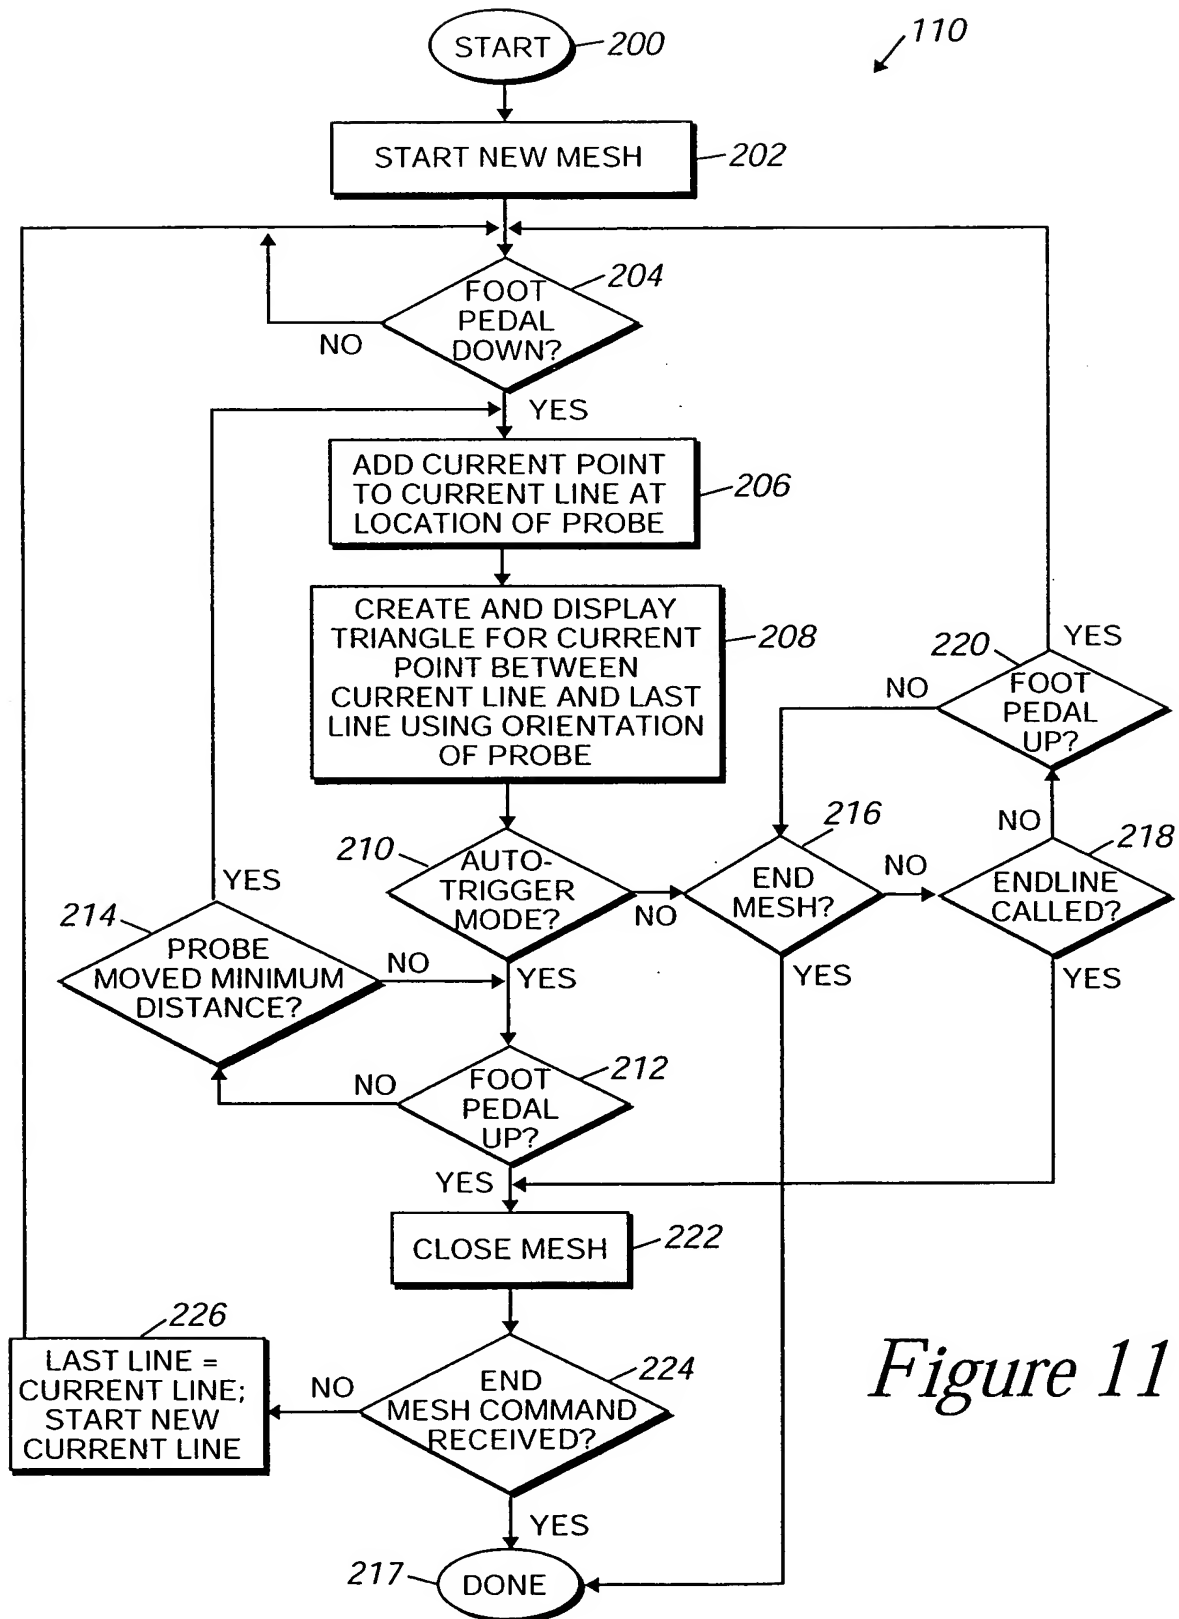 START
200
110
START NEW MESH
202
FOOT
PEDAL
DOWN?
204
NO
YES
ADD CURRENT POINT
TO CURRENT LINE AT
LOCATION OF PROBE
206
CREATE AND DISPLAY
TRIANGLE FOR CURRENT
POINT BETWEEN
CURRENT LINE AND LAST
LINE USING ORIENTATION
OF PROBE
208
220
YES
NO
FOOT
PEDAL
UP?
210
AUTO-
TRIGGER
MODE?
NO
YES
216
END
MESH?
NO
YES
NO
218
ENDLINE
CALLED?
YES
YES
214
PROBE
MOVED MINIMUM
DISTANCE?
NO
NO
FOOT
PEDAL
UP?
212
YES
CLOSE MESH
222
226
LAST LINE =
CURRENT LINE;
START NEW
CURRENT LINE
NO
END
MESH COMMAND
RECEIVED?
224
YES
217
DONE
Figure 11